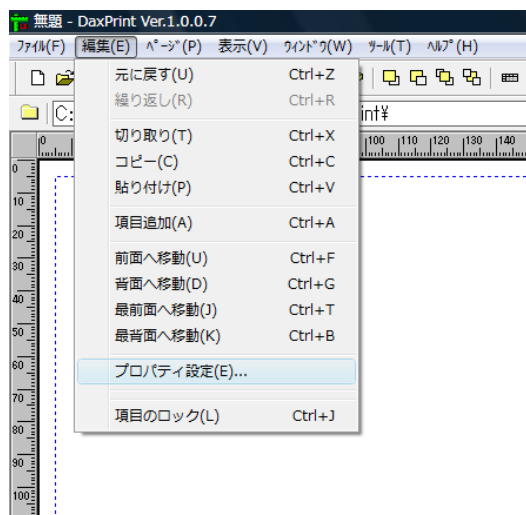 無題 - DaxPrint Ver.1.0.0.7
ﾌｧｲﾙ(F) 編集(E) ﾍﾟｰｼﾞ(P) 表示(V) ｳｨﾝﾄﾞｳ(W) ﾂｰﾙ(T) ﾍﾙﾌﾟ(H)
C: int¥
0 100 110 120 130 140
元に戻す(U) Ctrl+Z
繰り返し(R) Ctrl+R
切り取り(T) Ctrl+X
コピー(C) Ctrl+C
貼り付け(P) Ctrl+V
項目追加(A) Ctrl+A
前面へ移動(U) Ctrl+F
背面へ移動(D) Ctrl+G
最前面へ移動(J) Ctrl+T
最背面へ移動(K) Ctrl+B
プロパティ設定(E)...
項目のロック(L) Ctrl+J
0
10
20
30
40
50
60
70
80
90
100